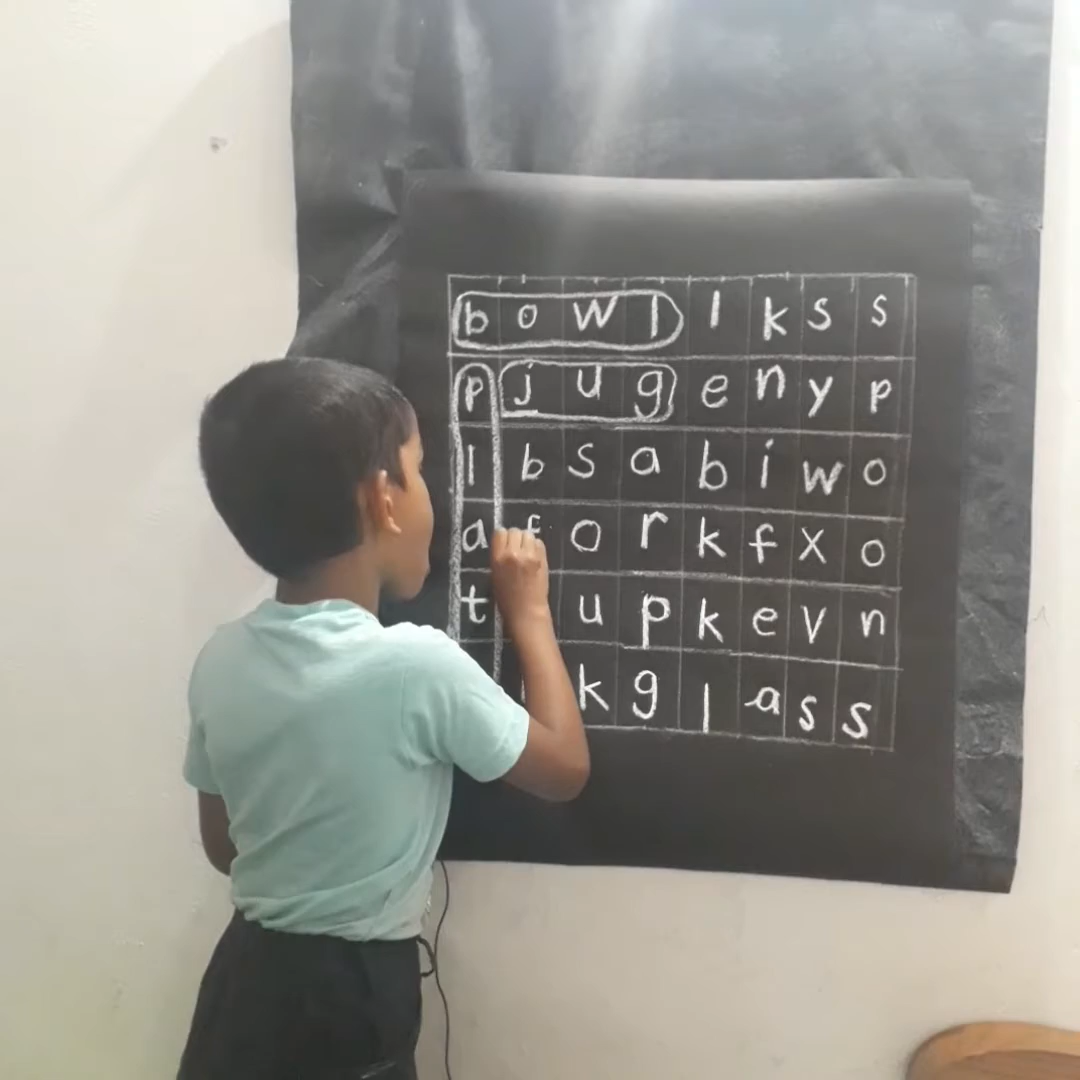 b o w l l k s s
p j u g e n y p
l b s a b i w o
a f o r k f x o
t u p k e v n
k g l a s s